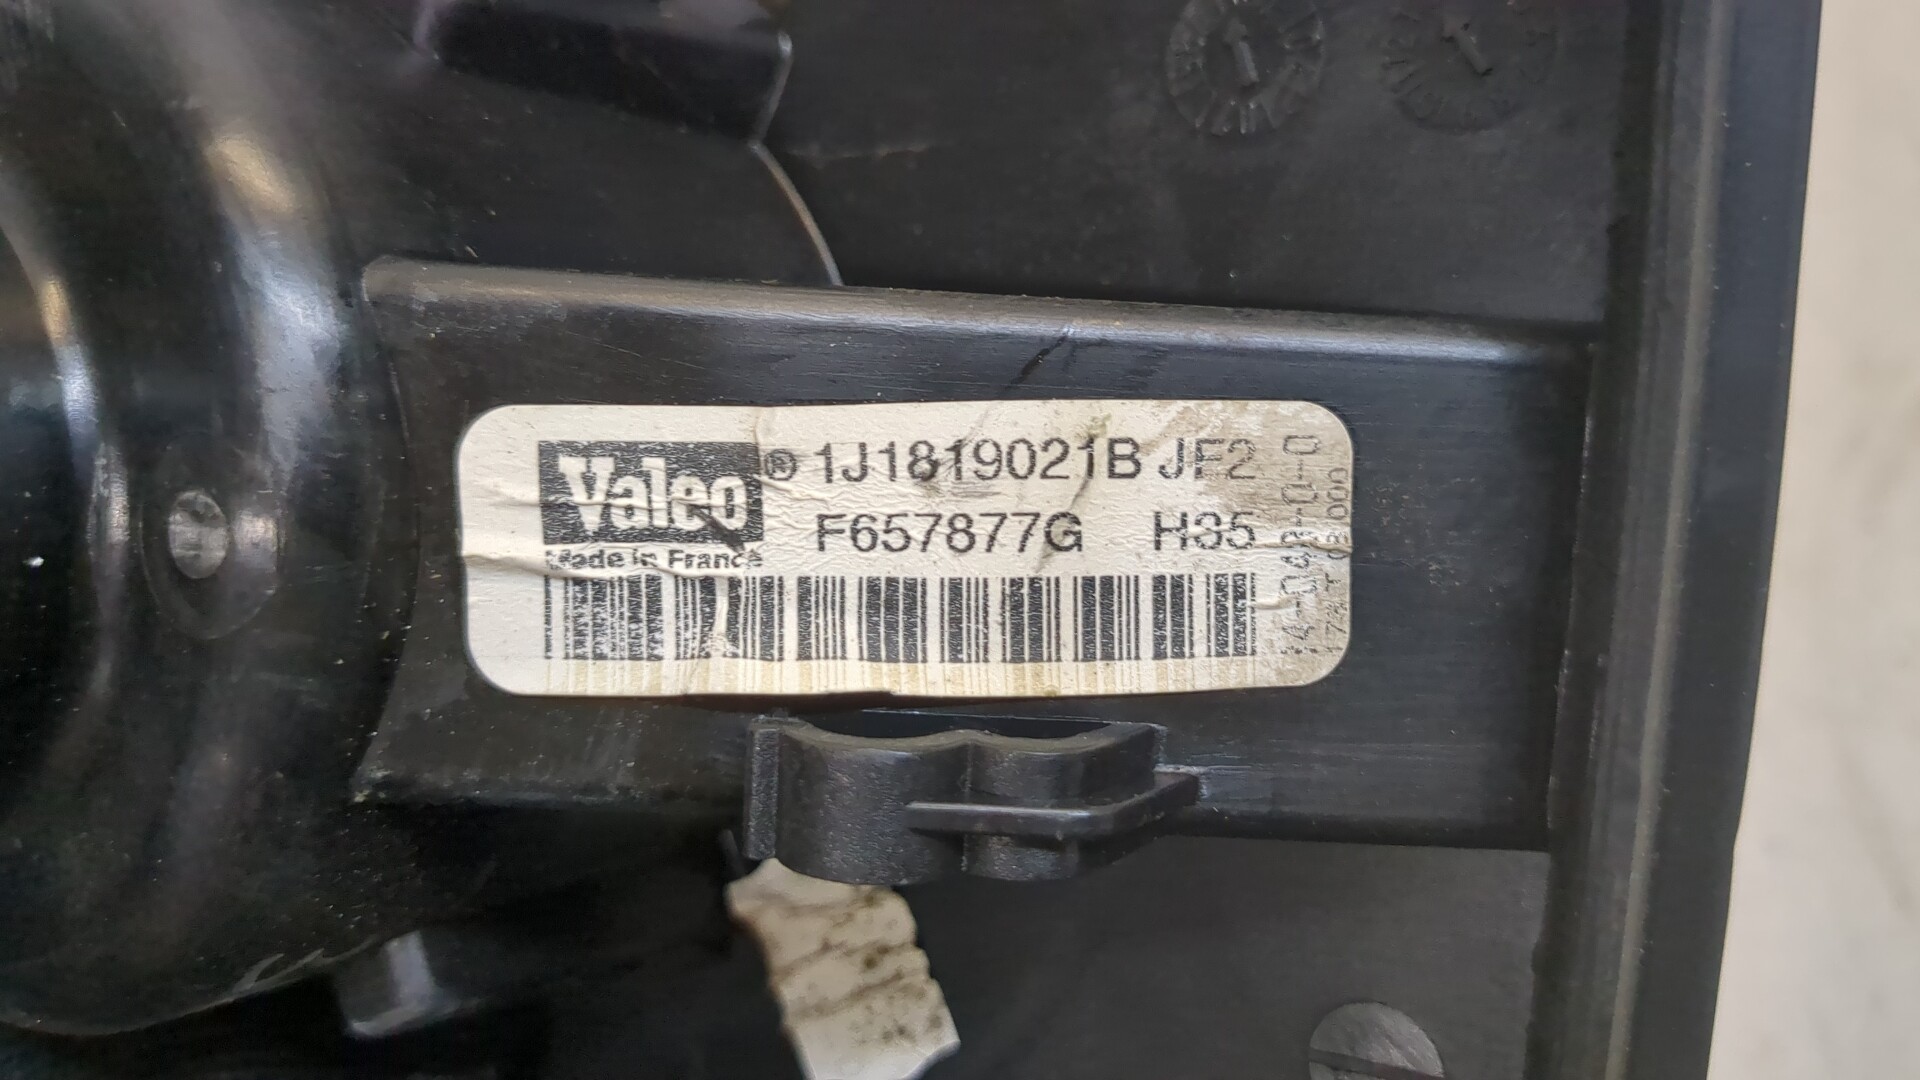 Valeo® 1J1819021B JF2
F657877G H35
Made in France